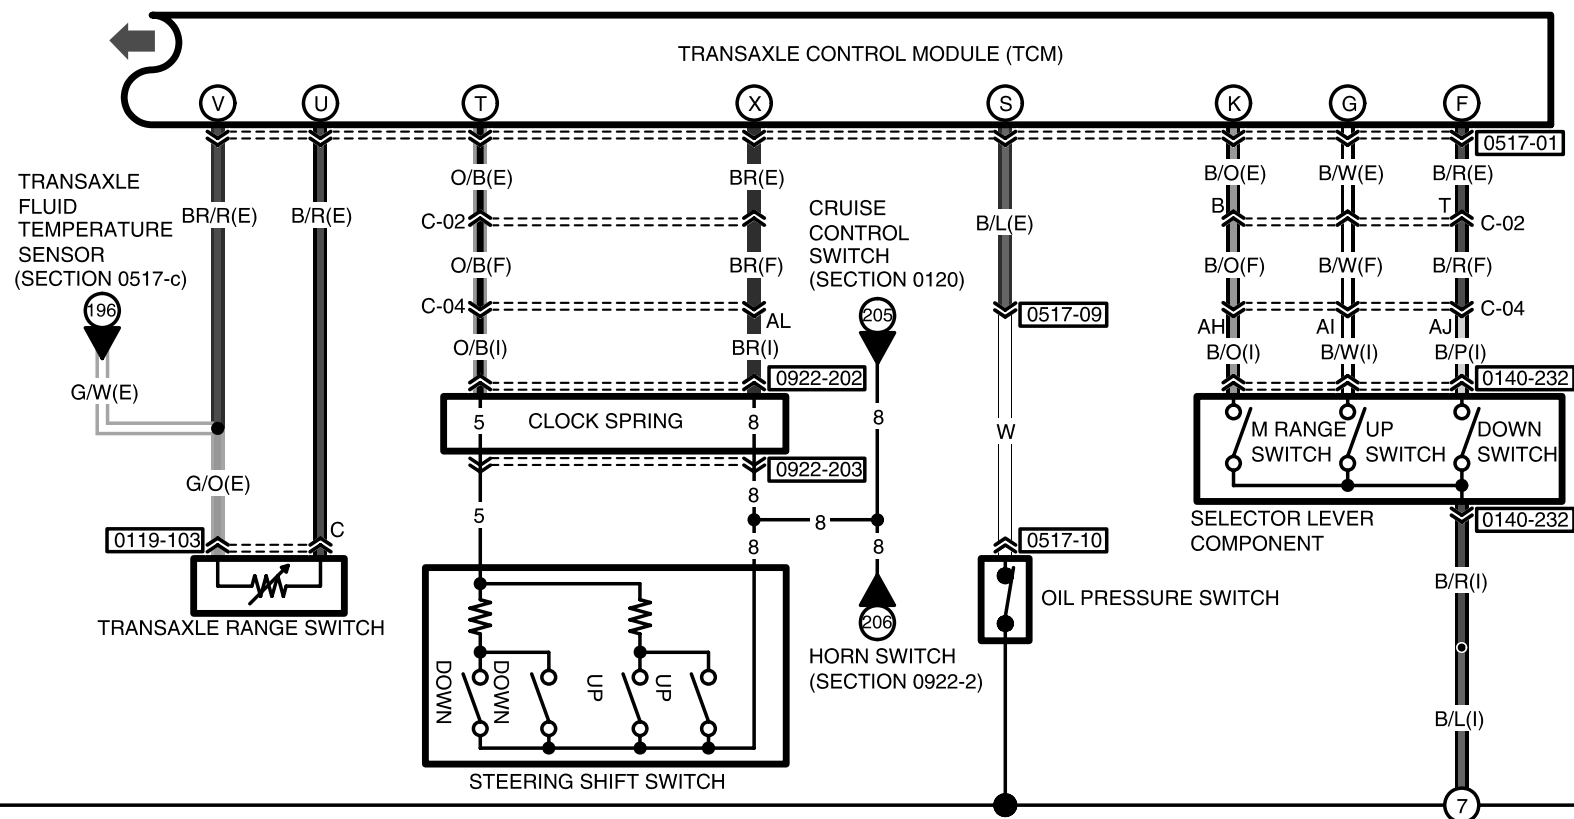 TRANSAXLE CONTROL MODULE (TCM)
V U T X S K G F
0517-01
TRANSAXLE
FLUID
TEMPERATURE
SENSOR
(SECTION 0517-c)
196
G/W(E)
BR/R(E)
B/R(E)
G/O(E)
0119-103
C
TRANSAXLE RANGE SWITCH
O/B(E)
BR(E)
C-02
O/B(F)
BR(F)
C-04
AL
O/B(I)
BR(I)
0922-202
5
CLOCK SPRING
8
0922-203
8
5
8
8
DOWN
DOWN
UP
UP
STEERING SHIFT SWITCH
CRUISE
CONTROL
SWITCH
(SECTION 0120)
205
8
8
206
HORN SWITCH
(SECTION 0922-2)
B/L(E)
0517-09
W
0517-10
OIL PRESSURE SWITCH
B/O(E)
B/W(E)
B/R(E)
B
T
C-02
B/O(F)
B/W(F)
B/R(F)
C-04
AH
AI
AJ
B/O(I)
B/W(I)
B/P(I)
0140-232
M RANGE
SWITCH
UP
SWITCH
DOWN
SWITCH
SELECTOR LEVER
COMPONENT
0140-232
B/R(I)
B/L(I)
7